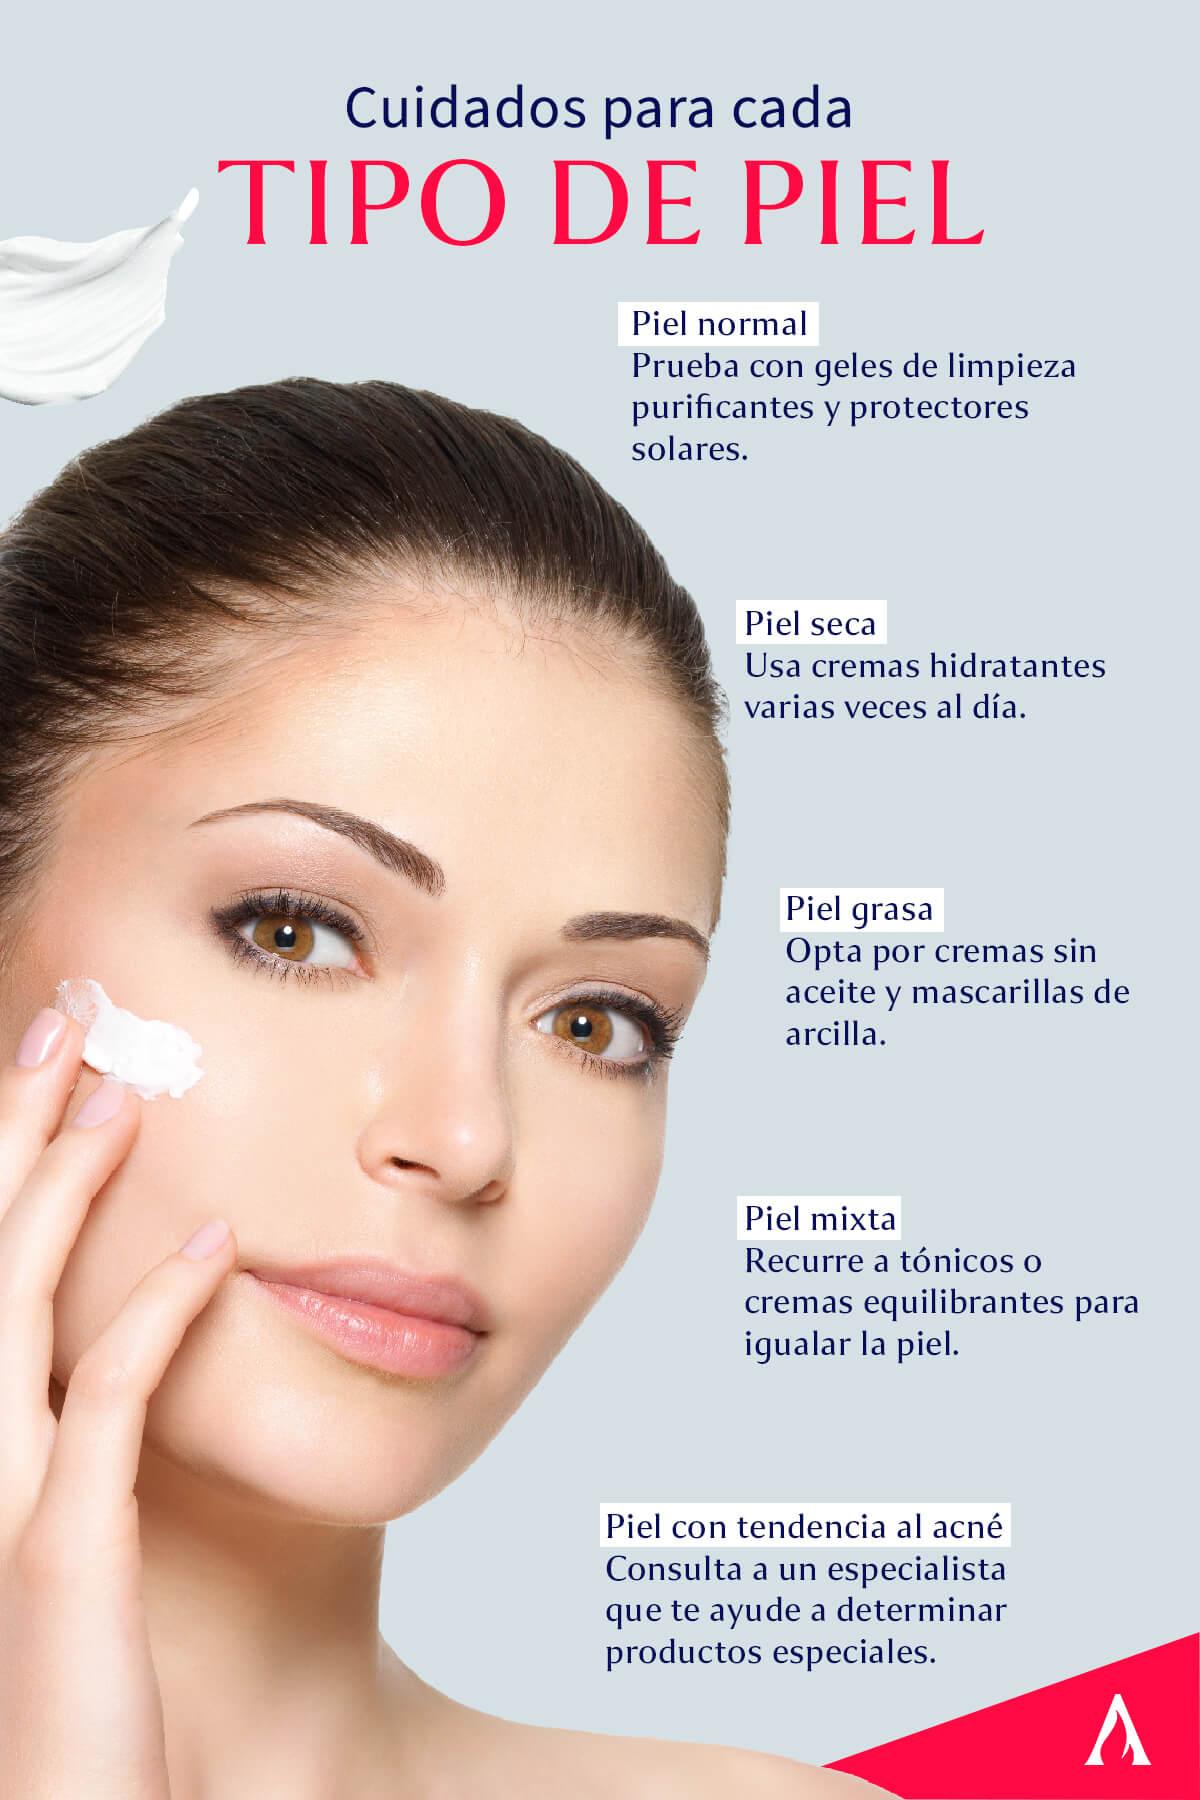 Cuidados para cada
TIPO DE PIEL
Piel normal
Prueba con geles de limpieza
purificantes y protectores
solares.
Piel seca
Usa cremas hidratantes
varias veces al día.
Piel grasa
Opta por cremas sin
aceite y mascarillas de
arcilla.
Piel mixta
Recurre a tónicos o
cremas equilibrantes para
igualar la piel.
Piel con tendencia al acné
Consulta a un especialista
que te ayude a determinar
productos especiales.